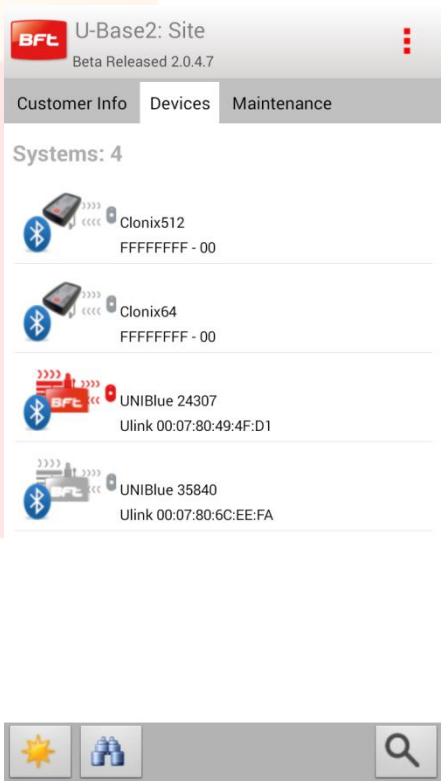 BFt U-Base2: Site
Beta Released 2.0.4.7
Customer Info Devices Maintenance
Systems: 4
Clonix512
FFFFFFFF - 00
Clonix64
FFFFFFFF - 00
BFt UNIBlue 24307
Ulink 00:07:80:49:4F:D1
BFt UNIBlue 35840
Ulink 00:07:80:6C:EE:FA